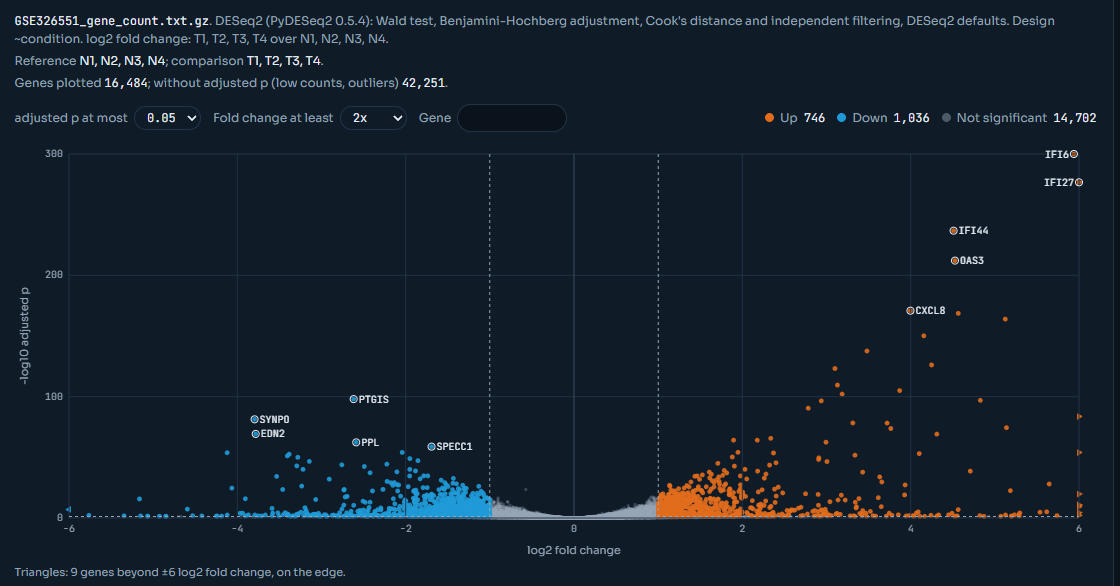 GSE326551_gene_count.txt.gz. DESeq2 (PyDESeq2 0.5.4): Wald test, Benjamini-Hochberg adjustment, Cook's distance and independent filtering, DESeq2 defaults. Design
~condition. log2 fold change: T1, T2, T3, T4 over N1, N2, N3, N4.
Reference N1, N2, N3, N4; comparison T1, T2, T3, T4.
Genes plotted 16,484; without adjusted p (low counts, outliers) 42,251.
adjusted p at most 0.05 Fold change at least 2x Gene Up 746 Down 1,036 Not significant 14,702
300
IFI6
IFI27
IFI44
OAS3
200
CXCL8
-log10 adjusted p
100
PTGIS
SYNPO
EDN2
PPL
SPECC1
0
-6 -4 -2 0 2 4 6
log2 fold change
Triangles: 9 genes beyond ±6 log2 fold change, on the edge.